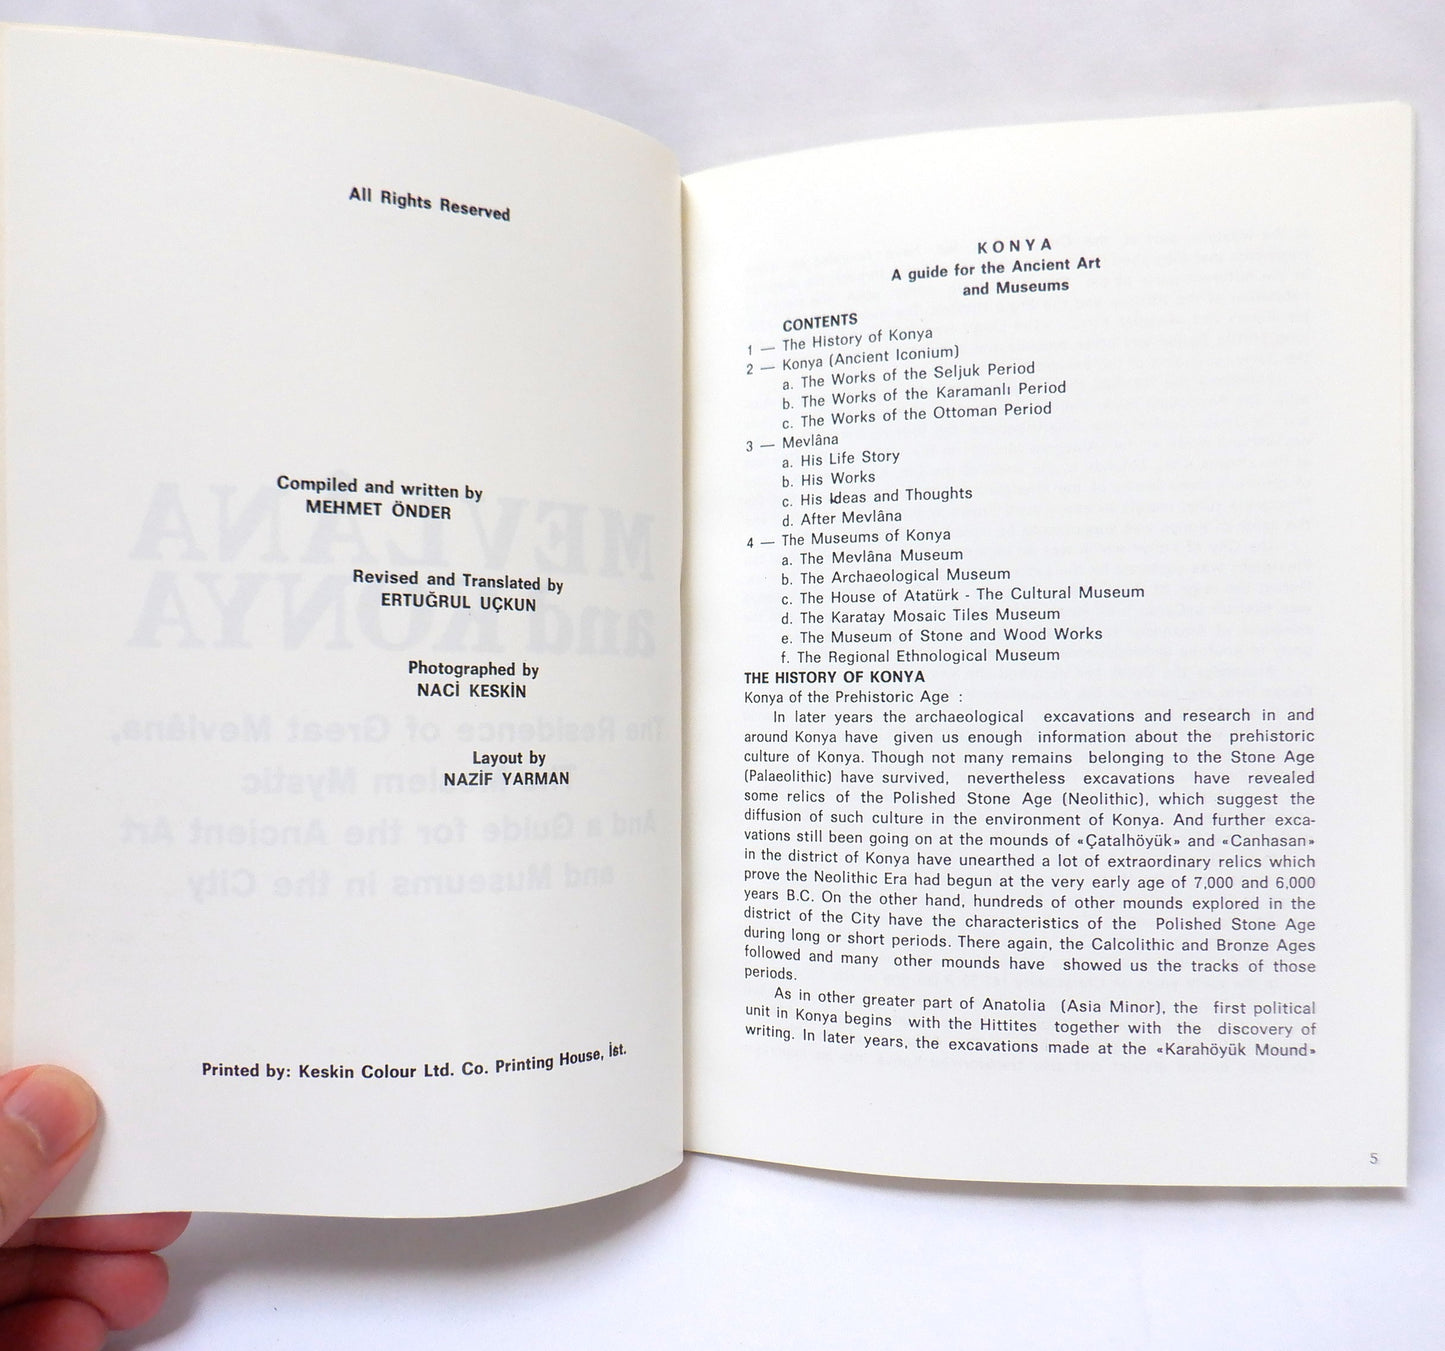 All Rights Reserved
Compiled and written by
MEHMET ÖNDER
Revised and Translated by
ERTUĞRUL UÇKUN
Photographed by
NACİ KESKİN
Layout by
NAZİF YARMAN
Printed by: Keskin Colour Ltd. Co. Printing House, İst.
KONYA
A guide for the Ancient Art
and Museums
CONTENTS
1 — The History of Konya
2 — Konya (Ancient Iconium)
a. The Works of the Seljuk Period
b. The Works of the Karamanlı Period
c. The Works of the Ottoman Period
3 — Mevlâna
a. His Life Story
b. His Works
c. His Ideas and Thoughts
d. After Mevlâna
4 — The Museums of Konya
a. The Mevlâna Museum
b. The Archaeological Museum
c. The House of Atatürk - The Cultural Museum
d. The Karatay Mosaic Tiles Museum
e. The Museum of Stone and Wood Works
f. The Regional Ethnological Museum
THE HISTORY OF KONYA
Konya of the Prehistoric Age :
In later years the archaeological excavations and research in and
around Konya have given us enough information about the prehistoric
culture of Konya. Though not many remains belonging to the Stone Age
(Palaeolithic) have survived, nevertheless excavations have revealed
some relics of the Polished Stone Age (Neolithic), which suggest the
diffusion of such culture in the environment of Konya. And further exca-
vations still been going on at the mounds of «Çatalhöyük» and «Canhasan»
in the district of Konya have unearthed a lot of extraordinary relics which
prove the Neolithic Era had begun at the very early age of 7,000 and 6,000
years B.C. On the other hand, hundreds of other mounds explored in the
district of the City have the characteristics of the Polished Stone Age
during long or short periods. There again, the Calcolithic and Bronze Ages
followed and many other mounds have showed us the tracks of those
periods.
As in other greater part of Anatolia (Asia Minor), the first political
unit in Konya begins with the Hittites together with the discovery of
writing. In later years, the excavations made at the «Karahöyük Mound»
5